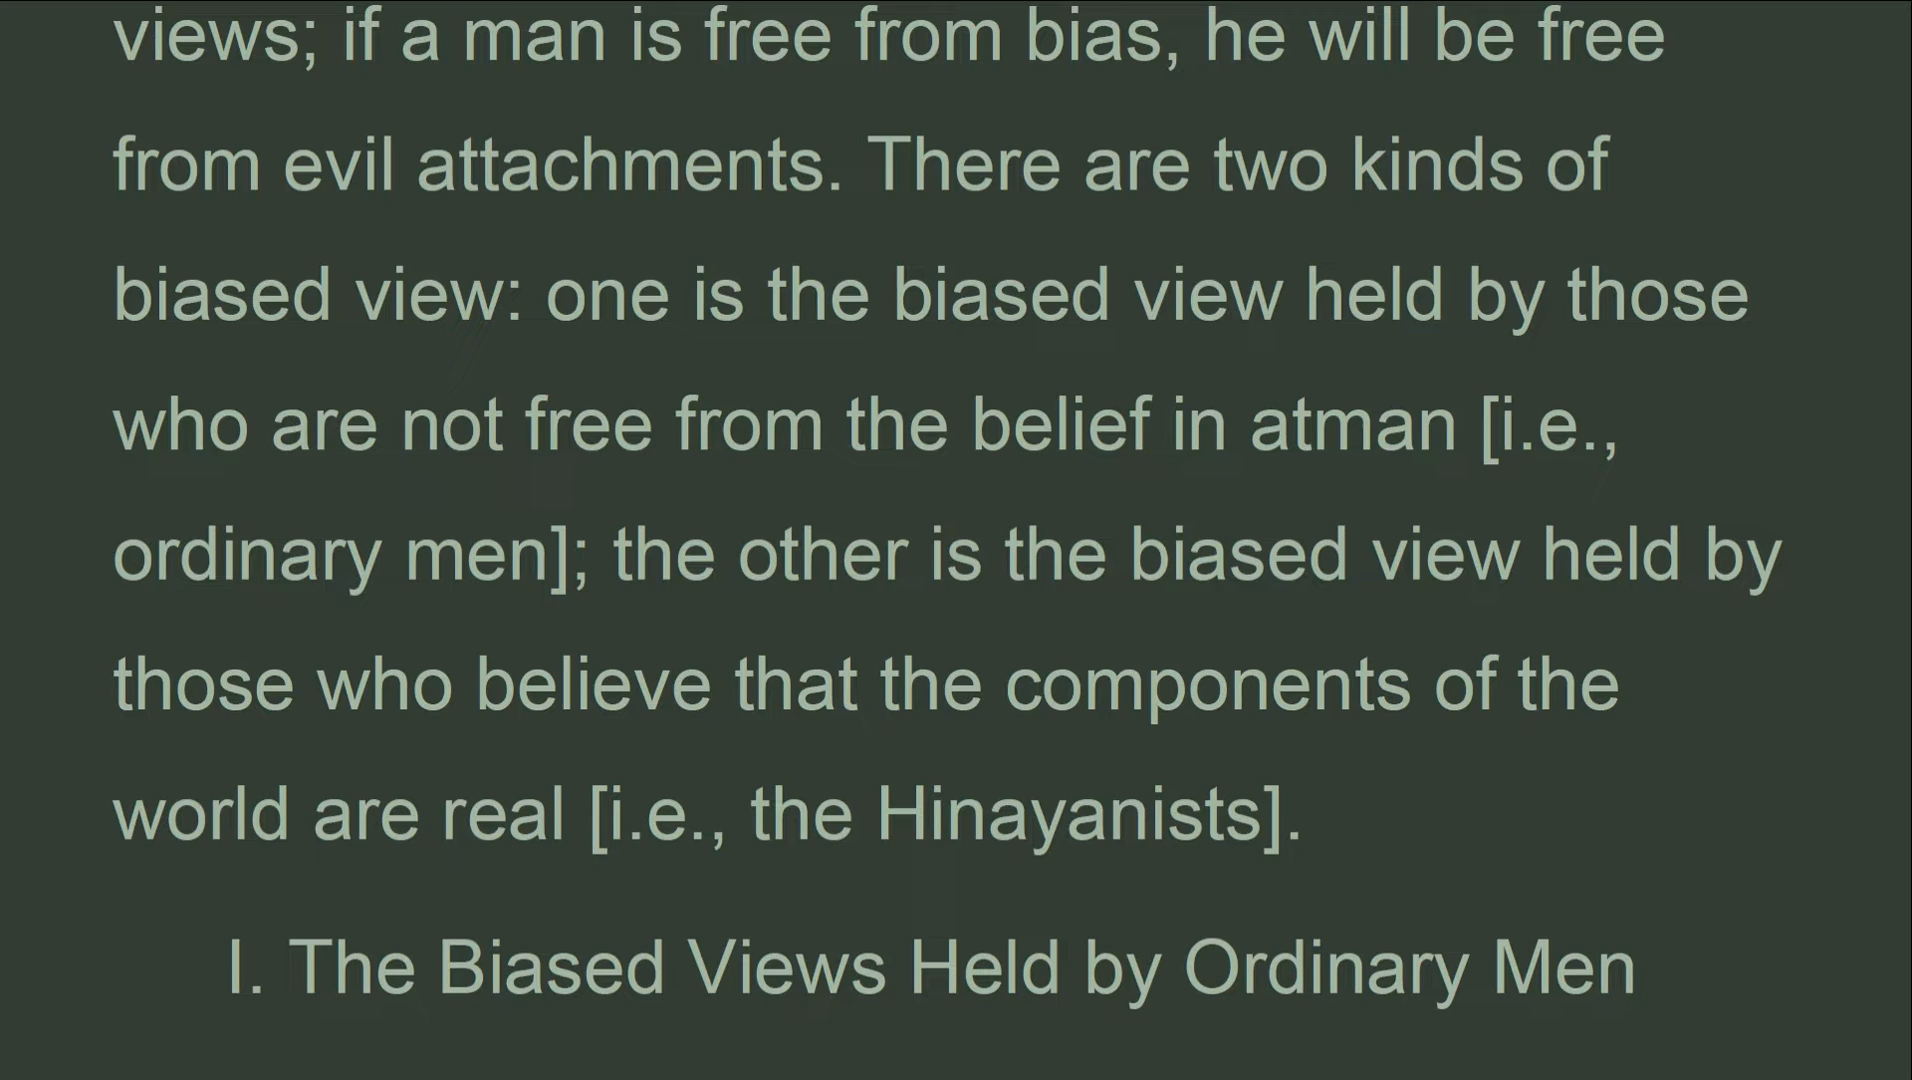 views; if a man is free from bias, he will be free
from evil attachments. There are two kinds of
biased view: one is the biased view held by those
who are not free from the belief in atman [i.e.,
ordinary men]; the other is the biased view held by
those who believe that the components of the
world are real [i.e., the Hinayanists].
I. The Biased Views Held by Ordinary Men